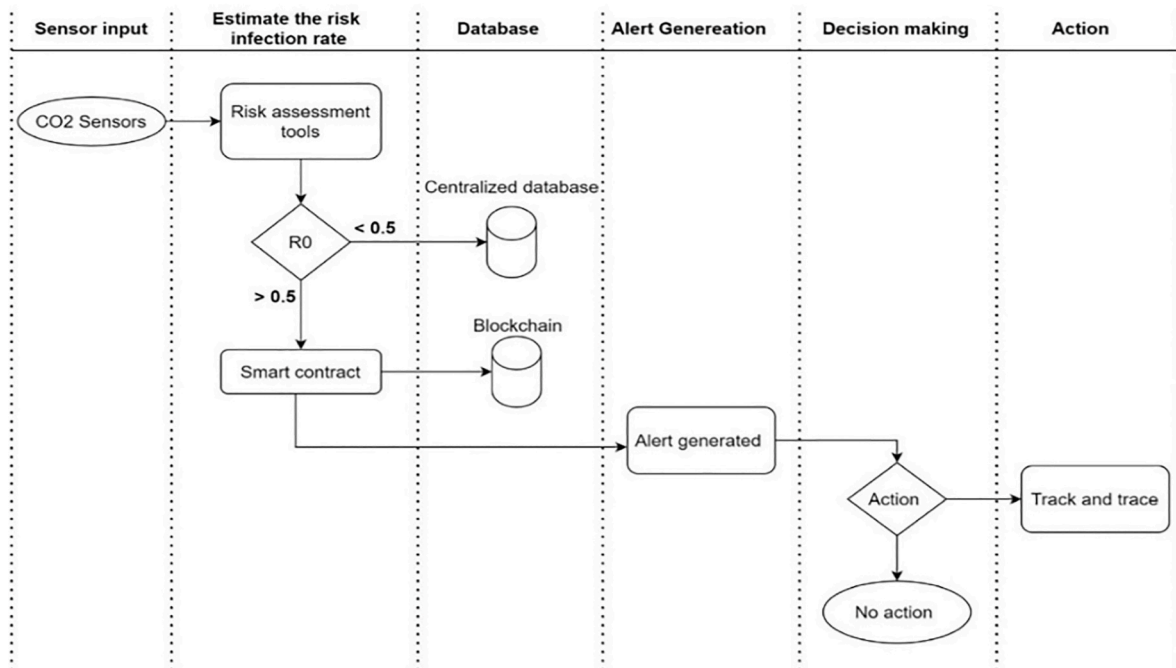 Sensor input
Estimate the risk
infection rate
Database
Alert Genereation
Decision making
Action
CO2 Sensors
Risk assessment
tools
Centralized database
R0
< 0.5
> 0.5
Blockchain
Smart contract
Alert generated
Action
Track and trace
No action